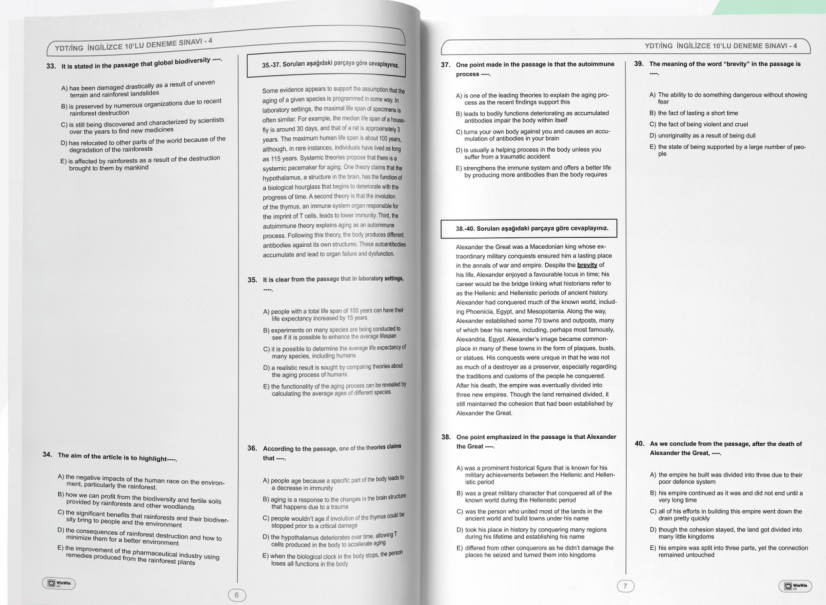 YDT/İNG İNGİLİZCE 10'LU DENEME SINAVI - 4
33. It is stated in the passage that global biodiversity ----.
A) has been damaged drastically as a result of uneven
terrain and rainforest landslides
B) is preserved by numerous organizations due to recent
rainforest destruction
C) is still being discovered and characterized by scientists
over the years to find new medicines
D) has relocated to other parts of the world because of the
degradation of the rainforests
E) is affected by rainforests as a result of the destruction
brought to them by mankind
34. The aim of the article is to highlight----.
A) the negative impacts of the human race on the environ-
ment, particularly the rainforest.
B) how we can profit from the biodiversity and fertile soils
provided by rainforests and other woodlands
C) the significant benefits that rainforests and their biodiver-
sity bring to people and the environment
D) the consequences of rainforest destruction and how to
minimize them for a better environment
E) the improvement of the pharmaceutical industry using
remedies produced from the rainforest plants
35.-37. Soruları aşağıdaki parçaya göre cevaplayınız.
Some evidence appears to support the assumption that the
aging of a given species is programmed in some way. In
laboratory settings, the maximal life span of specimens is
often similar. For example, the median life span of a house-
fly is around 30 days, and that of a rat is approximately 3
years. The maximum human life span is about 100 years,
although, in rare instances, individuals have lived as long
as 115 years. Systemic theories propose that there is a
systemic pacemaker for aging. One theory claims that the
hypothalamus, a structure in the brain, has the function of
a biological hourglass that begins to deteriorate with the
progress of time. A second theory is that the involution
of the thymus, an immune system organ responsible for
the imprint of T cells, leads to lower immunity. Third, the
autoimmune theory explains aging as an autoimmune
process. Following this theory, the body produces different
antibodies against its own structures. These autoantibodies
accumulate and lead to organ failure and dysfunction.
35. It is clear from the passage that in laboratory settings,
----.
A) people with a total life span of 100 years can have their
life expectancy increased by 15 years
B) experiments on many species are being conducted to
see if it is possible to enhance the average lifespan
C) it is possible to determine the average life expectancy of
many species, including humans
D) a realistic result is sought by comparing theories about
the aging process of humans
E) the functionality of the aging process can be revealed by
calculating the average ages of different species.
36. According to the passage, one of the theories claims
that ----.
A) people age because a specific part of the body leads to
a decrease in immunity
B) aging is a response to the changes in the brain structure
that happens due to a trauma
C) people wouldn't age if involution of the thymus could be
stopped prior to a critical damage
D) the hypothalamus deteriorates over time, allowing T
cells produced in the body to accelerate aging
E) when the biological clock in the body stops, the person
loses all functions in the body
6
YDT/İNG İNGİLİZCE 10'LU DENEME SINAVI - 4
37. One point made in the passage is that the autoimmune
process ----.
A) is one of the leading theories to explain the aging pro-
cess as the recent findings support this
B) leads to bodily functions deteriorating as accumulated
antibodies impair the body within itself
C) turns your own body against you and causes an accu-
mulation of antibodies in your brain
D) is usually a helping process in the body unless you
suffer from a traumatic accident
E) strengthens the immune system and offers a better life
by producing more antibodies than the body requires
38.-40. Soruları aşağıdaki parçaya göre cevaplayınız.
Alexander the Great was a Macedonian king whose ex-
traordinary military conquests ensured him a lasting place
in the annals of war and empire. Despite the brevity of
his life, Alexander enjoyed a favourable locus in time; his
career would be the bridge linking what historians refer to
as the Hellenic and Hellenistic periods of ancient history.
Alexander had conquered much of the known world, includ-
ing Phoenicia, Egypt, and Mesopotamia. Along the way,
Alexander established some 70 towns and outposts, many
of which bear his name, including, perhaps most famously,
Alexandria, Egypt. Alexander's image became common-
place in many of these towns in the form of plaques, busts,
or statues. His conquests were unique in that he was not
as much of a destroyer as a preserver, especially regarding
the traditions and customs of the people he conquered.
After his death, the empire was eventually divided into
three new empires. Though the land remained divided, it
still maintained the cohesion that had been established by
Alexander the Great.
38. One point emphasized in the passage is that Alexander
the Great ----.
A) was a prominent historical figure that is known for his
military achievements between the Hellenic and Hellen-
istic period
B) was a great military character that conquered all of the
known world during the Hellenistic period
C) was the person who united most of the lands in the
ancient world and build towns under his name
D) took his place in history by conquering many regions
during his lifetime and establishing his name
E) differed from other conquerors as he didn't damage the
places he seized and turned them into kingdoms
39. The meaning of the word "brevity" in the passage is
----.
A) The ability to do something dangerous without showing
fear
B) the fact of lasting a short time
C) the fact of being violent and cruel
D) unoriginality as a result of being dull
E) the state of being supported by a large number of peo-
ple
40. As we conclude from the passage, after the death of
Alexander the Great, ----.
A) the empire he built was divided into three due to their
poor defence system
B) his empire continued as it was and did not end until a
very long time
C) all of his efforts in building this empire went down the
drain pretty quickly
D) though the cohesion stayed, the land got divided into
many little kingdoms
E) his empire was split into three parts, yet the connection
remained untouched
7